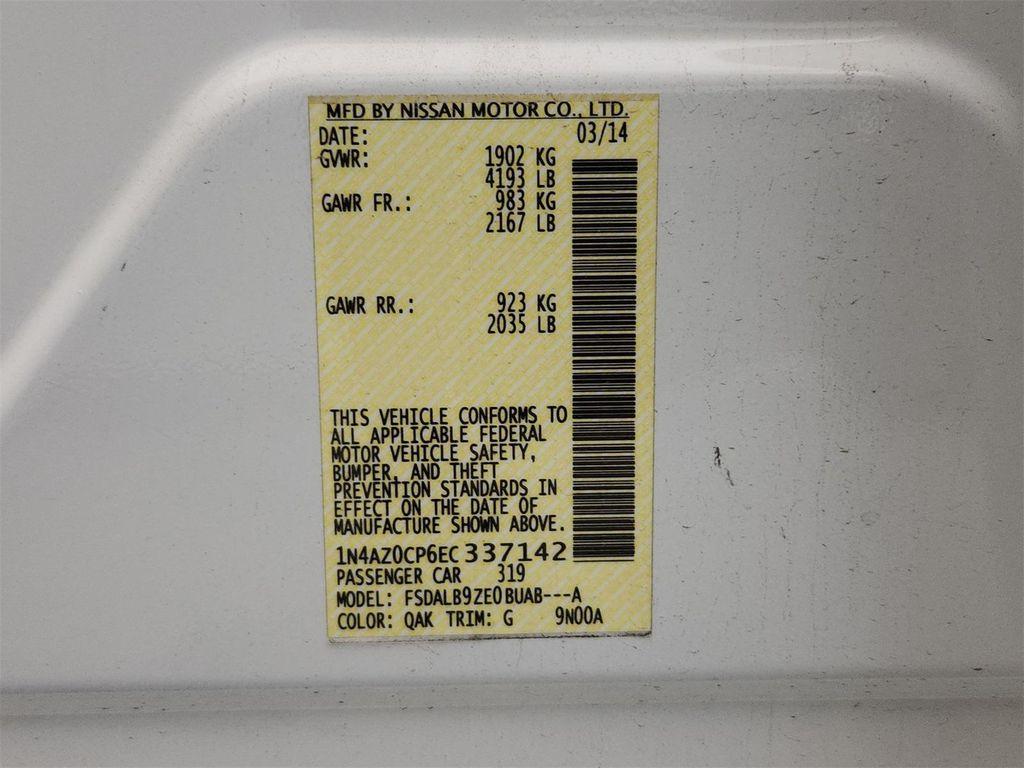 MFD BY NISSAN MOTOR CO., LTD.
DATE: 03/14
GVWR: 1902 KG
4193 LB
GAWR FR.: 983 KG
2167 LB
GAWR RR.: 923 KG
2035 LB
THIS VEHICLE CONFORMS TO
ALL APPLICABLE FEDERAL
MOTOR VEHICLE SAFETY,
BUMPER, AND THEFT
PREVENTION STANDARDS IN
EFFECT ON THE DATE OF
MANUFACTURE SHOWN ABOVE.
1N4AZ0CP6EC337142
PASSENGER CAR 319
MODEL: FSDALB9ZE0BUAB---A
COLOR: QAK TRIM: G 9N00A